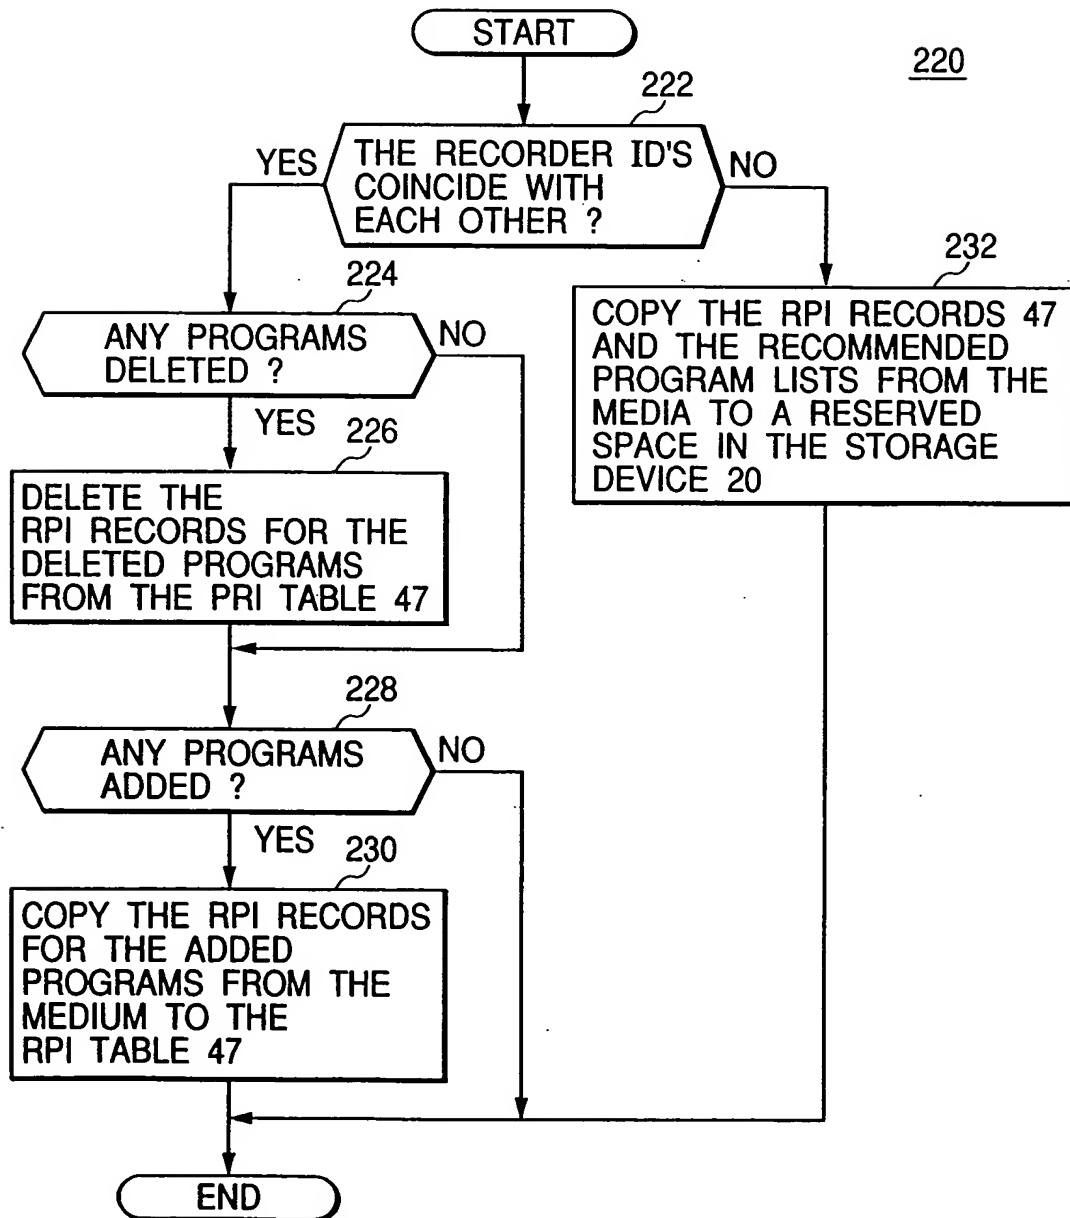 START
220
222
THE RECORDER ID'S
COINCIDE WITH
EACH OTHER ?
YES
NO
224
ANY PROGRAMS
DELETED ?
NO
YES
232
COPY THE RPI RECORDS 47
AND THE RECOMMENDED
PROGRAM LISTS FROM THE
MEDIA TO A RESERVED
SPACE IN THE STORAGE
DEVICE 20
226
DELETE THE
RPI RECORDS FOR THE
DELETED PROGRAMS
FROM THE PRI TABLE 47
228
ANY PROGRAMS
ADDED ?
NO
YES
230
COPY THE RPI RECORDS
FOR THE ADDED
PROGRAMS FROM THE
MEDIUM TO THE
RPI TABLE 47
END